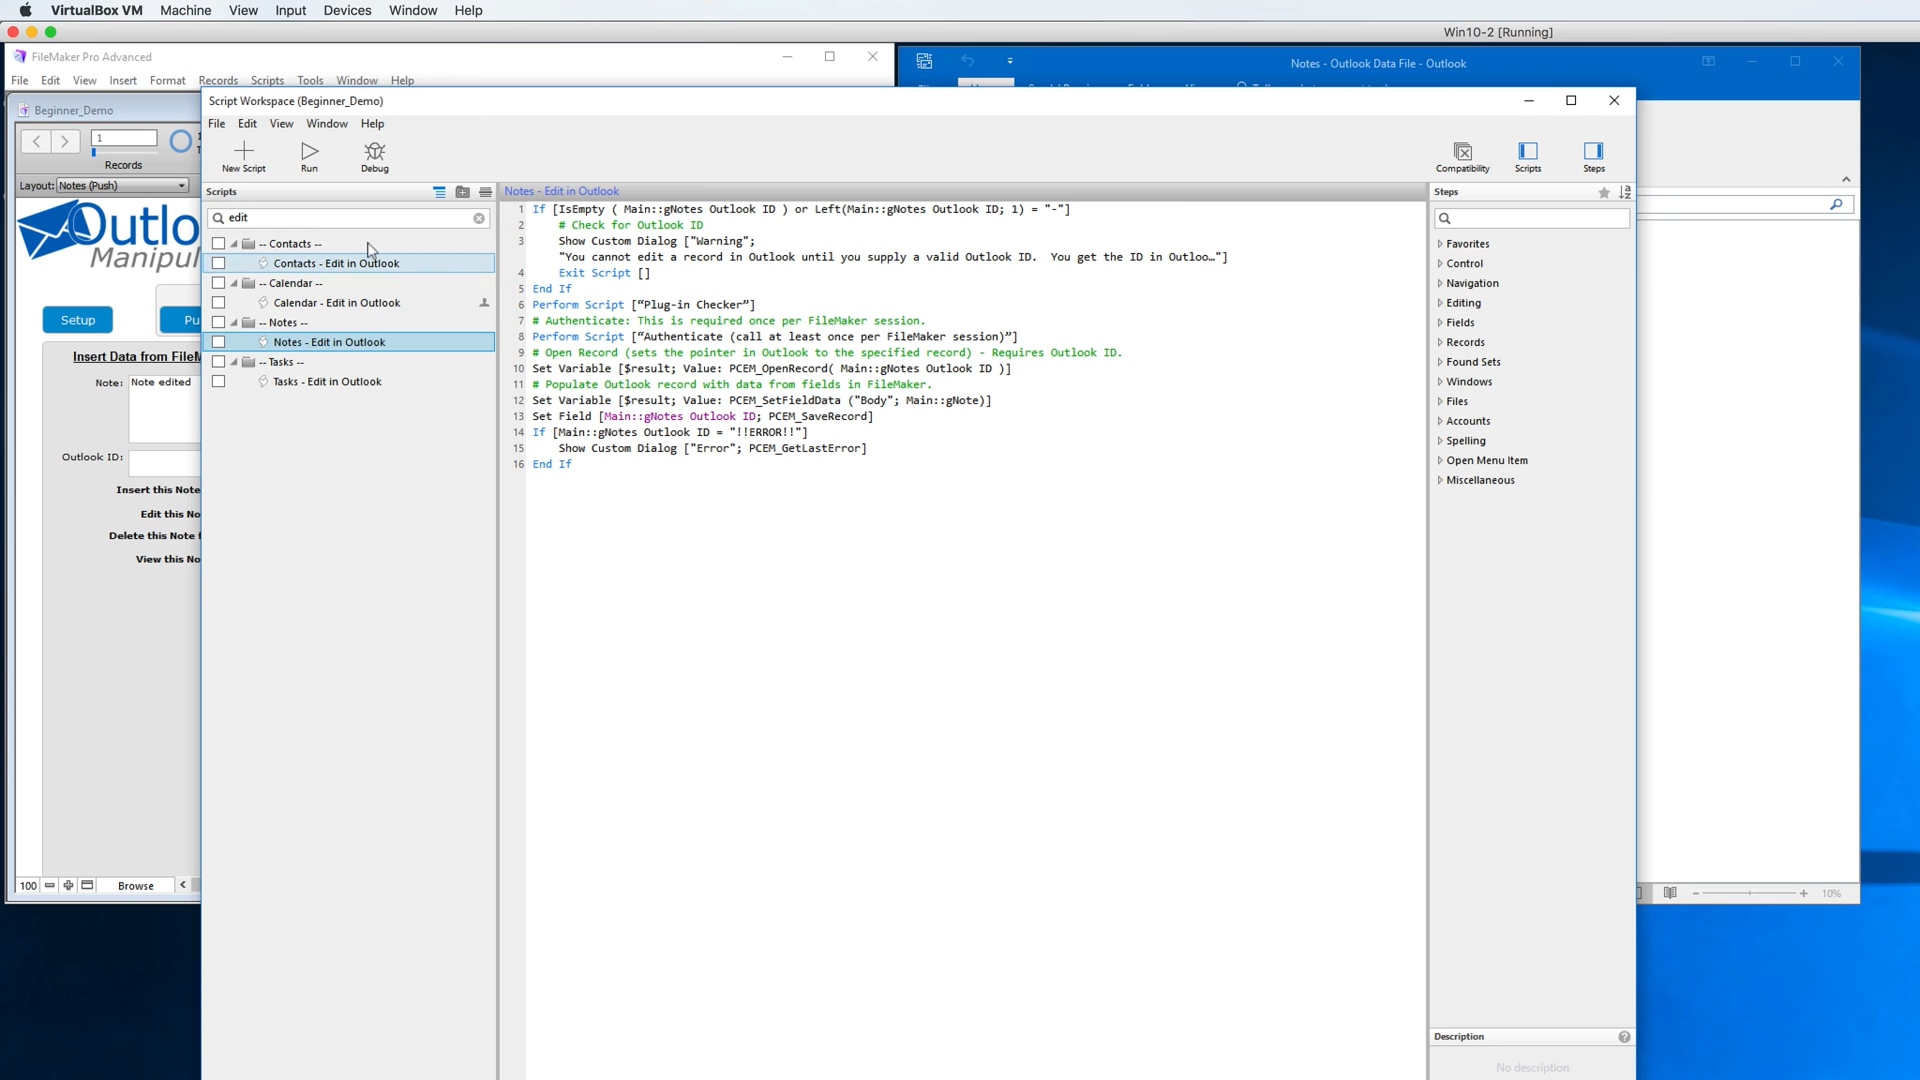 VirtualBox VM Machine View Input Devices Window Help
Win10-2 [Running]
FileMaker Pro Advanced
File Edit View Insert Format Records Scripts Tools Window Help
Notes - Outlook Data File - Outlook
Beginner_Demo
1
Records
Layout: Notes (Push)
Outlo
Manipul
Setup
Pu
Insert Data from FileM
Note: Note edited
Outlook ID:
Insert this Note
Edit this No
Delete this Note f
View this No
100 Browse
Script Workspace (Beginner_Demo)
File Edit View Window Help
New Script Run Debug
Compatibility Scripts Steps
Scripts
edit
-- Contacts --
Contacts - Edit in Outlook
-- Calendar --
Calendar - Edit in Outlook
-- Notes --
Notes - Edit in Outlook
-- Tasks --
Tasks - Edit in Outlook
Notes - Edit in Outlook
1 If [IsEmpty ( Main::gNotes Outlook ID ) or Left(Main::gNotes Outlook ID; 1) = "-"]
2 # Check for Outlook ID
3 Show Custom Dialog ["Warning";
"You cannot edit a record in Outlook until you supply a valid Outlook ID.  You get the ID in Outloo…"]
4 Exit Script []
5 End If
6 Perform Script [“Plug-in Checker”]
7 # Authenticate: This is required once per FileMaker session.
8 Perform Script [“Authenticate (call at least once per FileMaker session)”]
9 # Open Record (sets the pointer in Outlook to the specified record) - Requires Outlook ID.
10 Set Variable [$result; Value: PCEM_OpenRecord( Main::gNotes Outlook ID )]
11 # Populate Outlook record with data from fields in FileMaker.
12 Set Variable [$result; Value: PCEM_SetFieldData ("Body"; Main::gNote)]
13 Set Field [Main::gNotes Outlook ID; PCEM_SaveRecord]
14 If [Main::gNotes Outlook ID = "!!ERROR!!"]
15 Show Custom Dialog ["Error"; PCEM_GetLastError]
16 End If
Steps
Favorites
Control
Navigation
Editing
Fields
Records
Found Sets
Windows
Files
Accounts
Spelling
Open Menu Item
Miscellaneous
Description
No description
10%